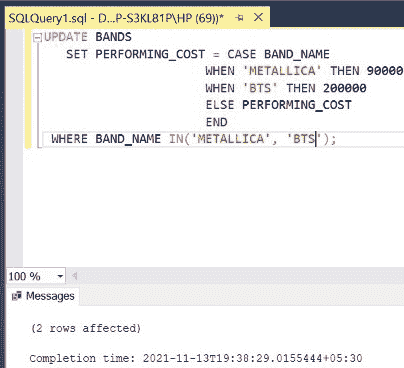 SQLQuery1.sql - D...P-S3KL81P\HP (69))*
UPDATE BANDS
SET PERFORMING_COST = CASE BAND_NAME
WHEN 'METALLICA' THEN 90000
WHEN 'BTS' THEN 200000
ELSE PERFORMING_COST
END
WHERE BAND_NAME IN('METALLICA', 'BTS');
100 %
Messages
(2 rows affected)
Completion time: 2021-11-13T19:38:29.0155444+05:30